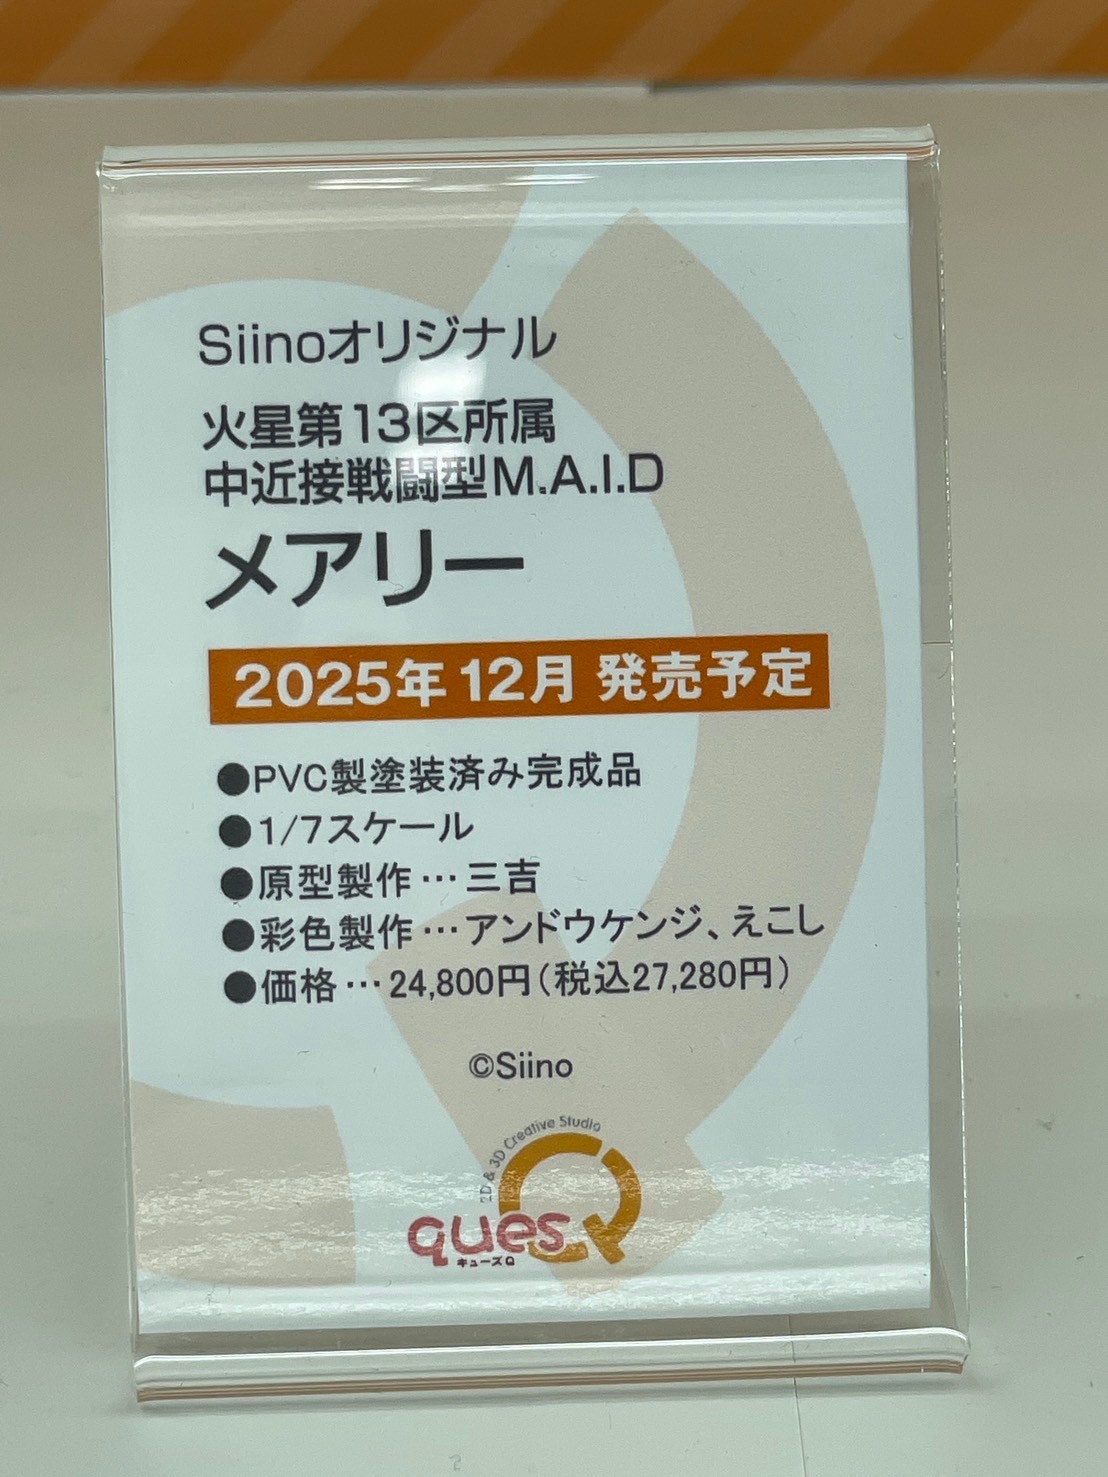 Siinoオリジナル
火星第13区所属
中近接戦闘型M.A.I.D
メアリー
2025年12月 発売予定
●PVC製塗装済み完成品
●1/7スケール
●原型製作…三吉
●彩色製作…アンドウケンジ、えこし
●価格…24,800円(税込27,280円)
©Siino
2D & 3D Creative Studio
quesQ
キューズQ